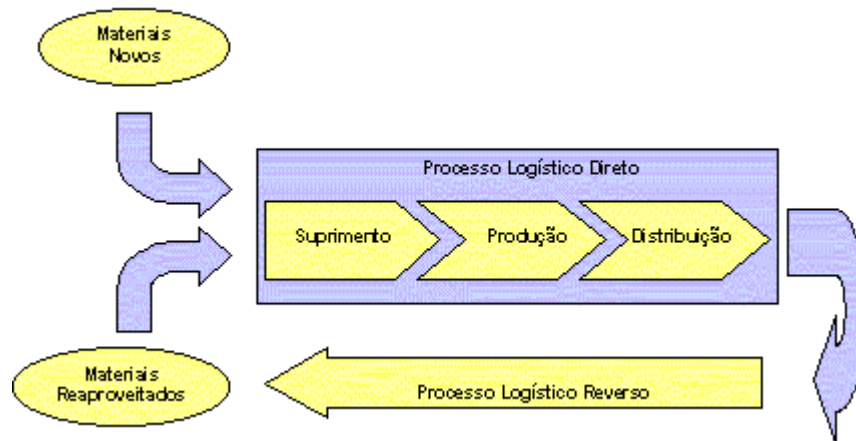 Materiais
Novos
Processo Logístico Direto
Suprimento
Produção
Distribuição
Materiais
Reaproveitados
Processo Logístico Reverso